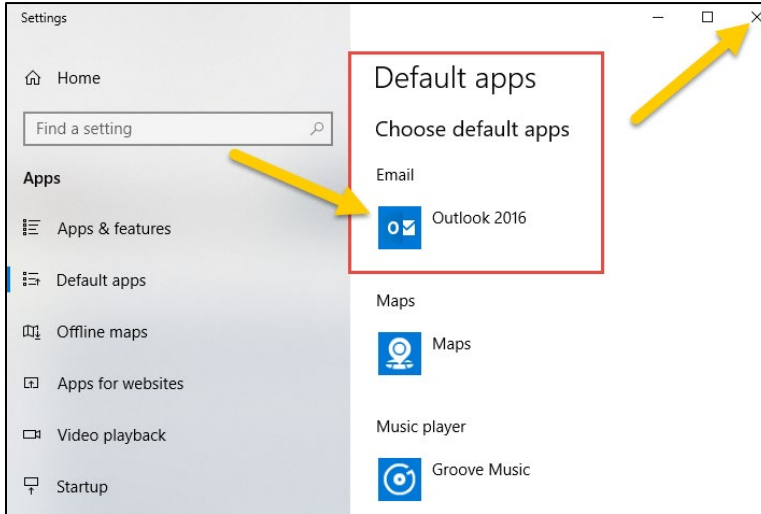 Settings
Home
Find a setting
Apps
Apps & features
Default apps
Offline maps
Apps for websites
Video playback
Startup
Default apps
Choose default apps
Email
Outlook 2016
Maps
Maps
Music player
Groove Music